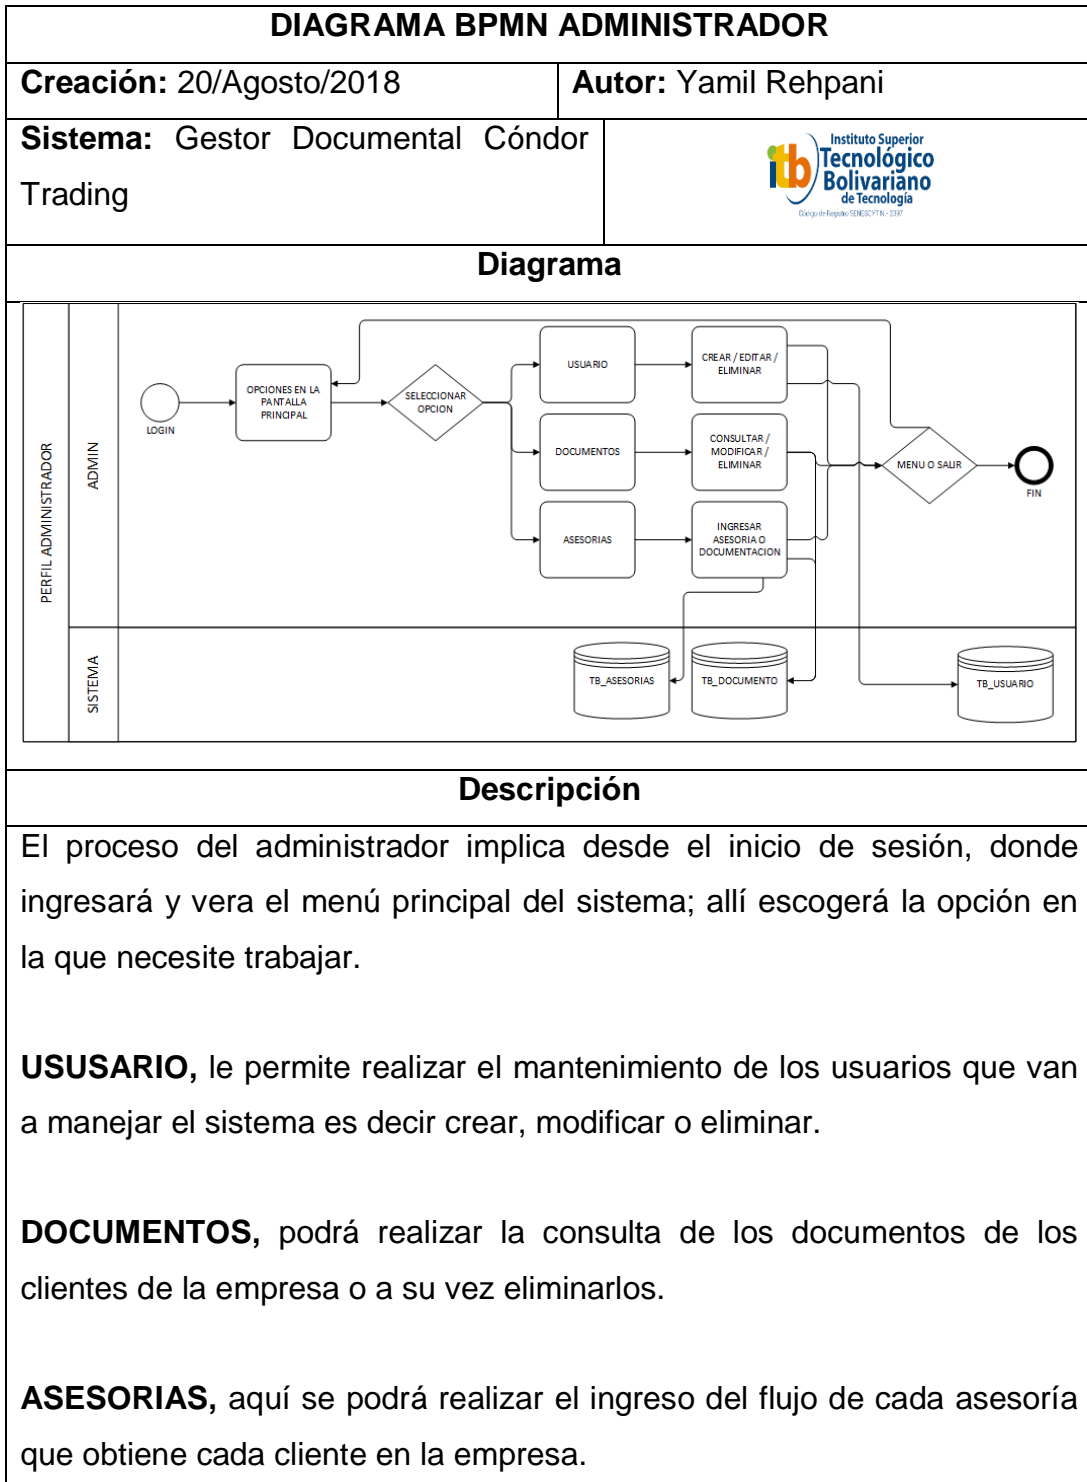 DIAGRAMA BPMN ADMINISTRADOR
Creación: 20/Agosto/2018
Autor: Yamil Rehpani
Sistema: Gestor Documental Cóndor
Trading
itb
Instituto Superior
Tecnológico
Bolivariano
de Tecnología
Código de Registro SENESCYT N.- 2397
Diagrama
PERFIL ADMINISTRADOR
ADMIN
LOGIN
OPCIONES EN LA
PANTALLA
PRINCIPAL
SELECCIONAR
OPCION
USUARIO
CREAR / EDITAR /
ELIMINAR
DOCUMENTOS
CONSULTAR /
MODIFICAR /
ELIMINAR
ASESORIAS
INGRESAR
ASESORIA O
DOCUMENTACION
MENU O SALIR
FIN
SISTEMA
TB_ASESORIAS
TB_DOCUMENTO
TB_USUARIO
Descripción
El proceso del administrador implica desde el inicio de sesión, donde
ingresará y vera el menú principal del sistema; allí escogerá la opción en
la que necesite trabajar.
USUSARIO, le permite realizar el mantenimiento de los usuarios que van
a manejar el sistema es decir crear, modificar o eliminar.
DOCUMENTOS, podrá realizar la consulta de los documentos de los
clientes de la empresa o a su vez eliminarlos.
ASESORIAS, aquí se podrá realizar el ingreso del flujo de cada asesoría
que obtiene cada cliente en la empresa.